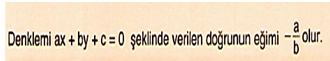 Denklemi ax + by + c = 0 şeklinde verilen doğrunun eğimi -a/b olur.